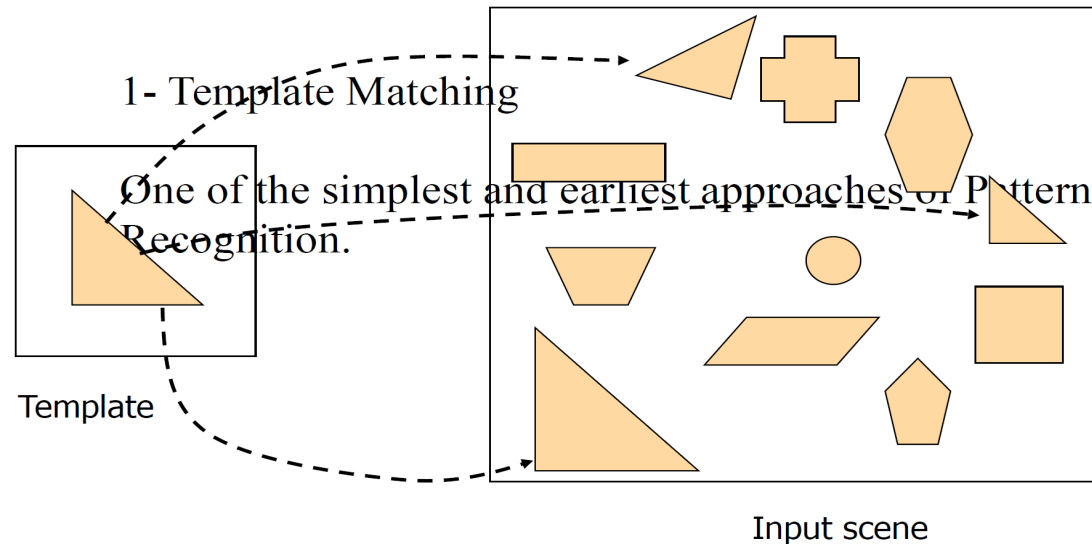 1- Template Matching
One of the simplest and earliest approaches of Pattern
Recognition.
Template
Input scene